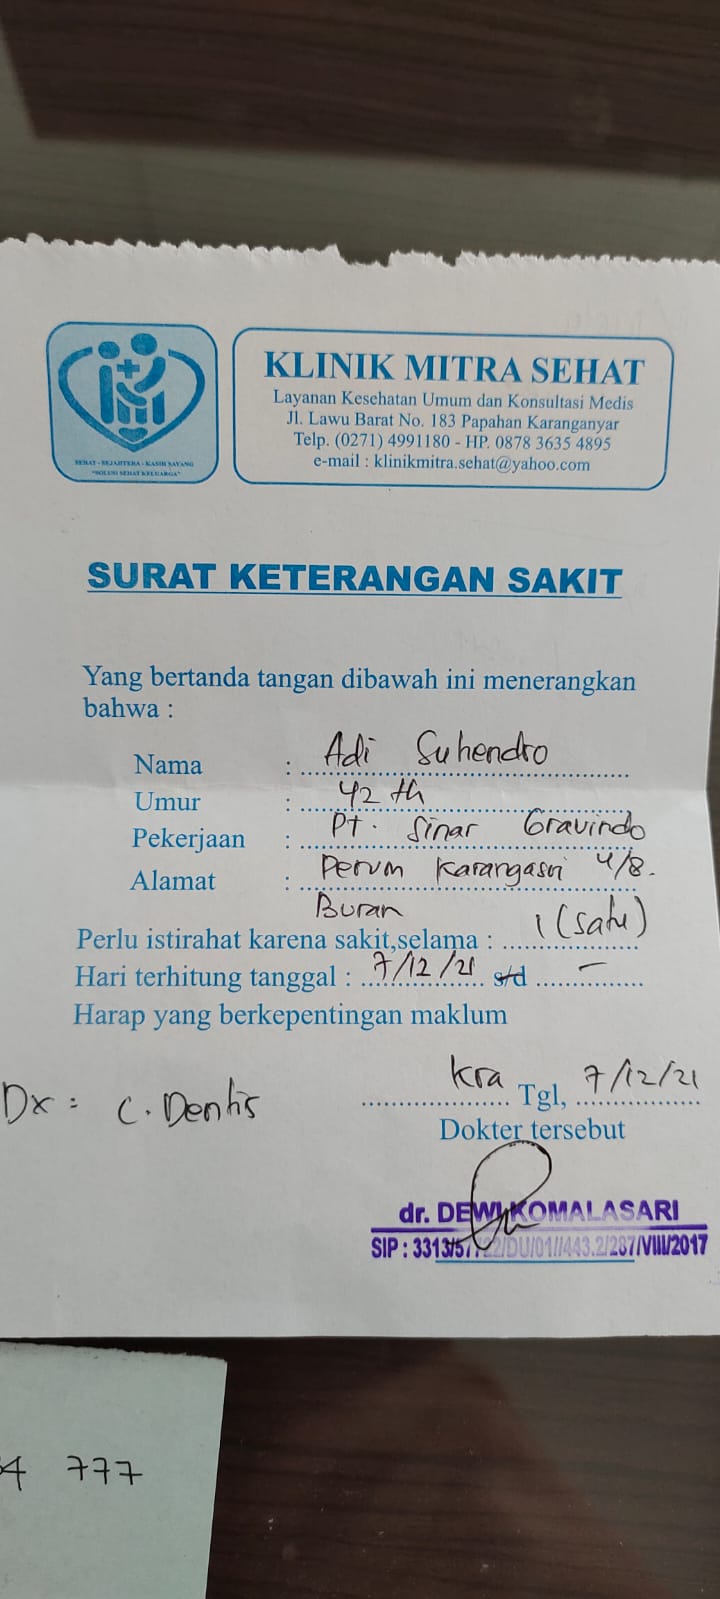 SEHAT - SEJAHTERA - KASIH SAYANG
"SOLUSI SEHAT KELUARGA"
KLINIK MITRA SEHAT
Layanan Kesehatan Umum dan Konsultasi Medis
Jl. Lawu Barat No. 183 Papahan Karanganyar
Telp. (0271) 4991180 - HP. 0878 3635 4895
e-mail : klinikmitra.sehat@yahoo.com
SURAT KETERANGAN SAKIT
Yang bertanda tangan dibawah ini menerangkan
bahwa :
Nama : Adi Suhendro
Umur : 42 th
Pekerjaan : Pt. Sinar Gravindo
Alamat : Perum Karangasri 4/8.
Buran
Perlu istirahat karena sakit,selama : 1 (satu)
Hari terhitung tanggal : 7/12/21 s/d -
Harap yang berkepentingan maklum
Kra Tgl, 7/12/21
Dx : C. Dentis
Dokter tersebut
dr. DEWI KOMALASARI
SIP : 3313/57 /DU/01/443.2/287/VIII/2017
4 777